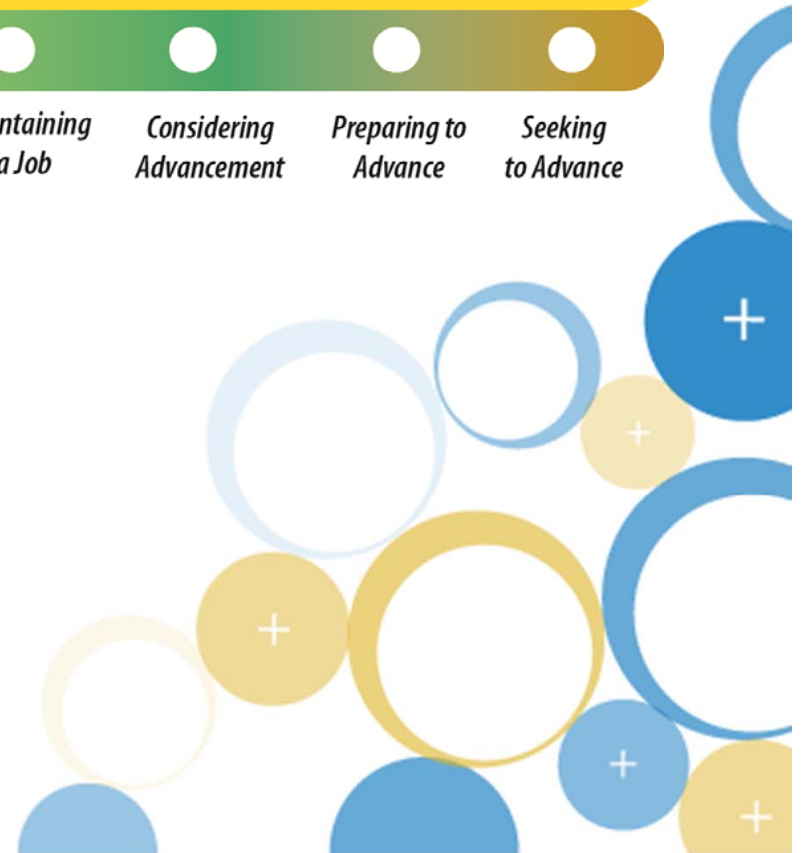 ntaining
a Job
Considering
Advancement
Preparing to
Advance
Seeking
to Advance